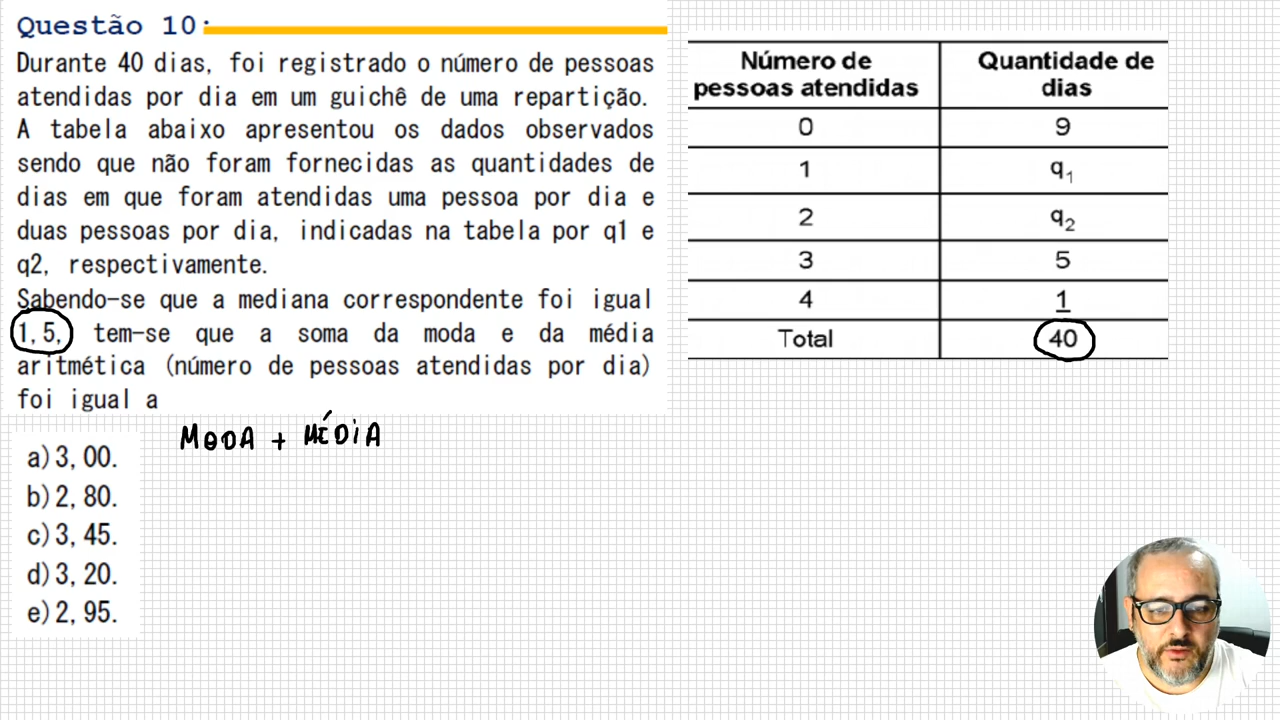 Questão 10:
Durante 40 dias, foi registrado o número de pessoas
atendidas por dia em um guichê de uma repartição.
A tabela abaixo apresentou os dados observados
sendo que não foram fornecidas as quantidades de
dias em que foram atendidas uma pessoa por dia e
duas pessoas por dia, indicadas na tabela por q1 e
q2, respectivamente.
Sabendo-se que a mediana correspondente foi igual
1,5, tem-se que a soma da moda e da média
aritmética (número de pessoas atendidas por dia)
foi igual a
MODA + MÉDIA
a) 3,00.
b) 2,80.
c) 3,45.
d) 3,20.
e) 2,95.
Número de pessoas atendidas Quantidade de dias
0 9
1 q₁
2 q₂
3 5
4 1
Total 40